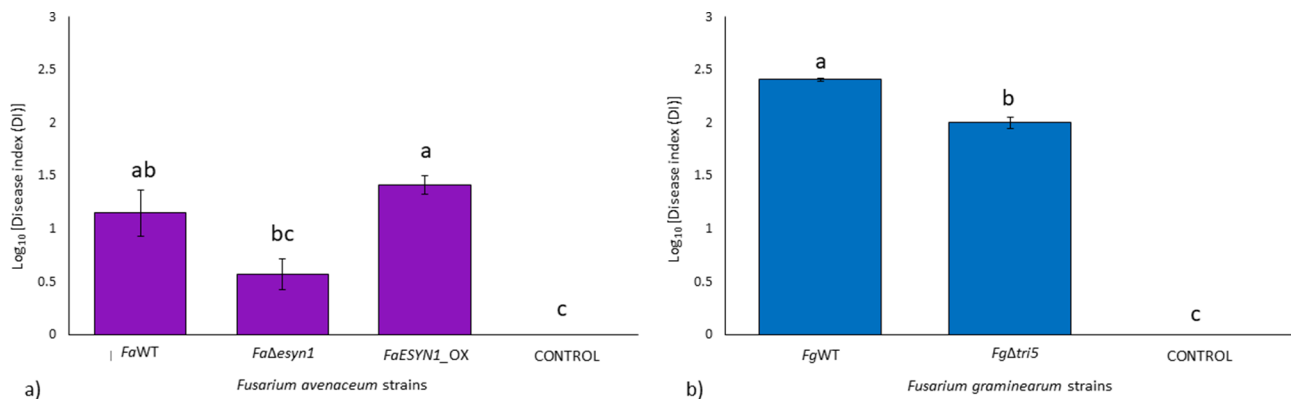 3
2.5
2
1.5
1
0.5
0
Log10 [Disease index (DI)]
ab
bc
a
c
FaWT
FaΔesyn1
FaESYN1_OX
CONTROL
Fusarium avenaceum strains
a)
3
2.5
2
1.5
1
0.5
0
Log10 [Disease index (DI)]
a
b
c
FgWT
FgΔtri5
CONTROL
Fusarium graminearum strains
b)